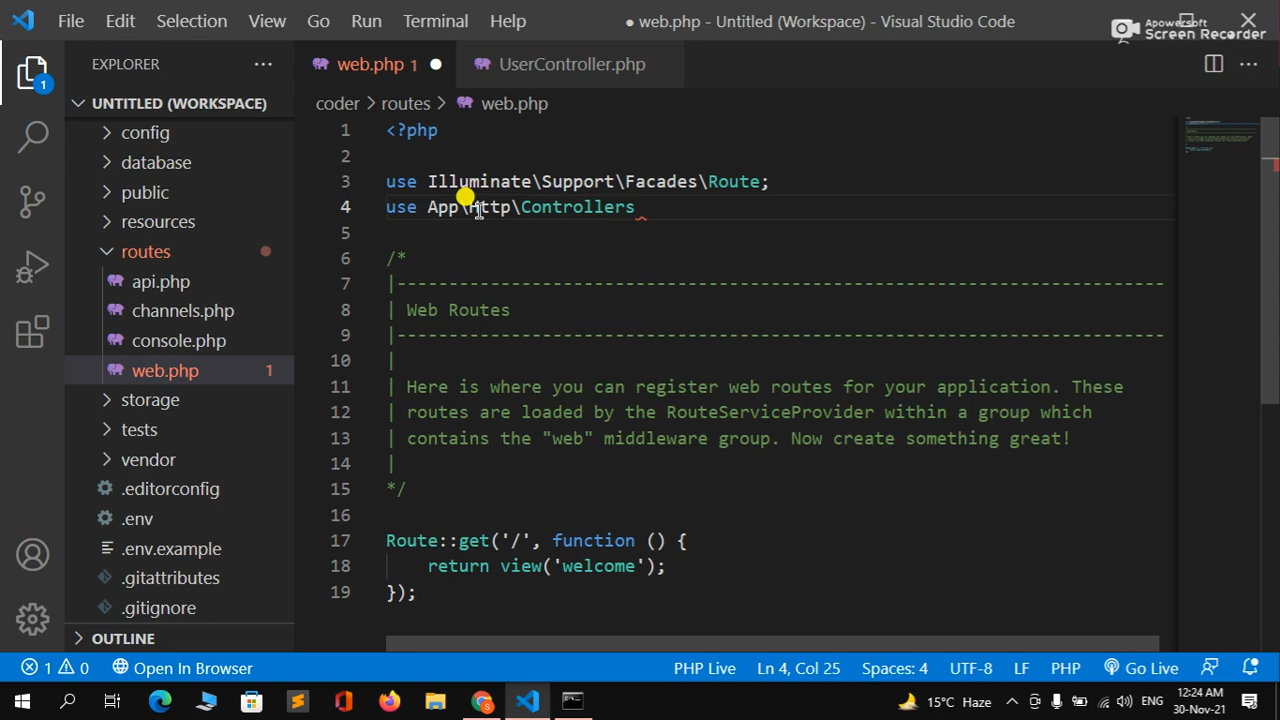 File Edit Selection View Go Run Terminal Help ● web.php - Untitled (Workspace) - Visual Studio Code
Apowersoft
Screen Recorder
EXPLORER ···
web.php 1 ● UserController.php ···
UNTITLED (WORKSPACE)
coder > routes > web.php
config
database
public
resources
routes
api.php
channels.php
console.php
web.php 1
storage
tests
vendor
.editorconfig
.env
.env.example
.gitattributes
.gitignore
OUTLINE
1
1 <?php
2
3 use Illuminate\Support\Facades\Route;
4 use App\Http\Controllers
5
6 /*
7 |--------------------------------------------------------------------------
8 | Web Routes
9 |--------------------------------------------------------------------------
10 |
11 | Here is where you can register web routes for your application. These
12 | routes are loaded by the RouteServiceProvider within a group which
13 | contains the "web" middleware group. Now create something great!
14 |
15 */
16
17 Route::get('/', function () {
18     return view('welcome');
19 });
1 0 Open In Browser PHP Live Ln 4, Col 25 Spaces: 4 UTF-8 LF PHP Go Live
15°C Haze ENG 12:24 AM
30-Nov-21